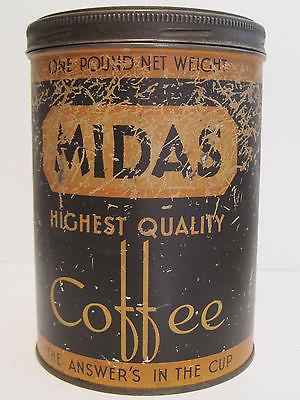 ONE POUND NET WEIGHT
MIDAS
HIGHEST QUALITY
Coffee
THE ANSWER'S IN THE CUP